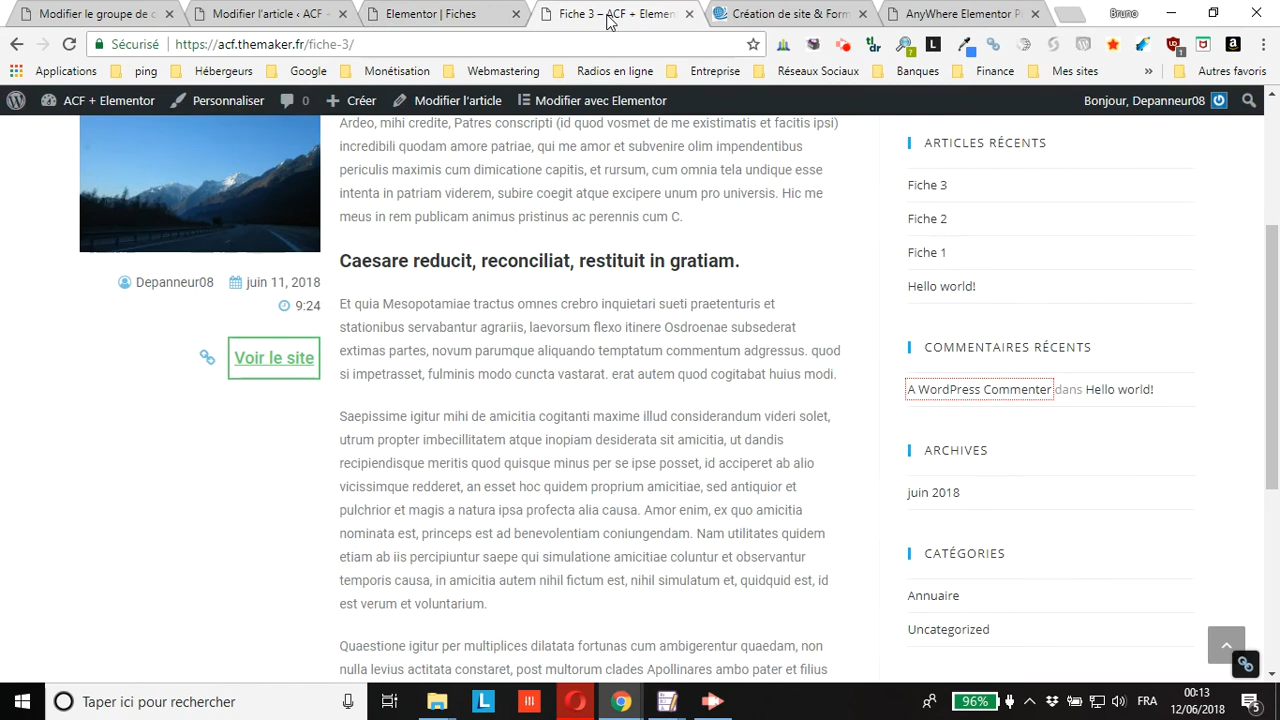 Modifier le groupe de c
Modifier l'article ‹ ACF -
Elementor | Fiches
Fiche 3 – ACF + Elemen
Création de site & Form
AnyWhere Elementor P
Bruno
Sécurisé
https://acf.themaker.fr/fiche-3/
tl;dr
Applications
ping
Hébergeurs
Google
Monétisation
Webmastering
Radios en ligne
Entreprise
Réseaux Sociaux
Banques
Finance
Mes sites
»
Autres favoris
ACF + Elementor
Personnaliser
0
Créer
Modifier l'article
Modifier avec Elementor
Bonjour, Depanneur08
Ardeo, mihi credite, Patres conscripti (id quod vosmet de me existimatis et facitis ipsi)
incredibili quodam amore patriae, qui me amor et subvenire olim impendentibus
periculis maximis cum dimicatione capitis, et rursum, cum omnia tela undique esse
intenta in patriam viderem, subire coegit atque excipere unum pro universis. Hic me
meus in rem publicam animus pristinus ac perennis cum C.
Caesare reducit, reconciliat, restituit in gratiam.
Depanneur08
juin 11, 2018
9:24
Voir le site
Et quia Mesopotamiae tractus omnes crebro inquietari sueti praetenturis et
stationibus servabantur agrariis, laevorsum flexo itinere Osdroenae subsederat
extimas partes, novum parumque aliquando temptatum commentum adgressus. quod
si impetrasset, fulminis modo cuncta vastarat. erat autem quod cogitabat huius modi.
Saepissime igitur mihi de amicitia cogitanti maxime illud considerandum videri solet,
utrum propter imbecillitatem atque inopiam desiderata sit amicitia, ut dandis
recipiendisque meritis quod quisque minus per se ipse posset, id acciperet ab alio
vicissimque redderet, an esset hoc quidem proprium amicitiae, sed antiquior et
pulchrior et magis a natura ipsa profecta alia causa. Amor enim, ex quo amicitia
nominata est, princeps est ad benevolentiam coniungendam. Nam utilitates quidem
etiam ab iis percipiuntur saepe qui simulatione amicitiae coluntur et observantur
temporis causa, in amicitia autem nihil fictum est, nihil simulatum et, quidquid est, id
est verum et voluntarium.
Quaestione igitur per multiplices dilatata fortunas cum ambigerentur quaedam, non
nulla levius actitata constaret, post multorum clades Apollinares ambo pater et filius
ARTICLES RÉCENTS
Fiche 3
Fiche 2
Fiche 1
Hello world!
COMMENTAIRES RÉCENTS
A WordPress Commenter dans Hello world!
ARCHIVES
juin 2018
CATÉGORIES
Annuaire
Uncategorized
Taper ici pour rechercher
96%
FRA
00:13
12/06/2018
5